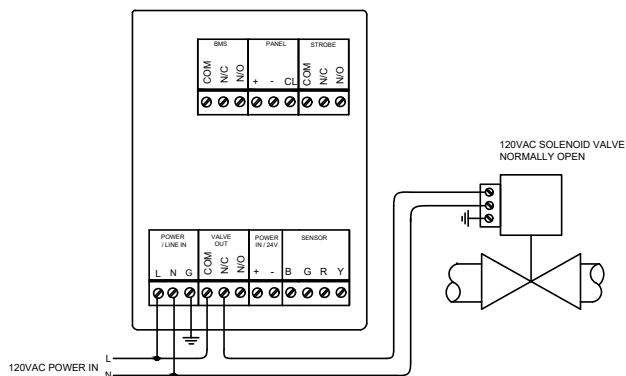 BMS PANEL STROBE
COM N/C N/O + - CL COM N/C N/O
120VAC SOLENOID VALVE
NORMALLY OPEN
POWER
/ LINE IN
VALVE
OUT
POWER
IN / 24V
SENSOR
L N G COM N/C N/O + - B G R Y
120VAC POWER IN
L
N